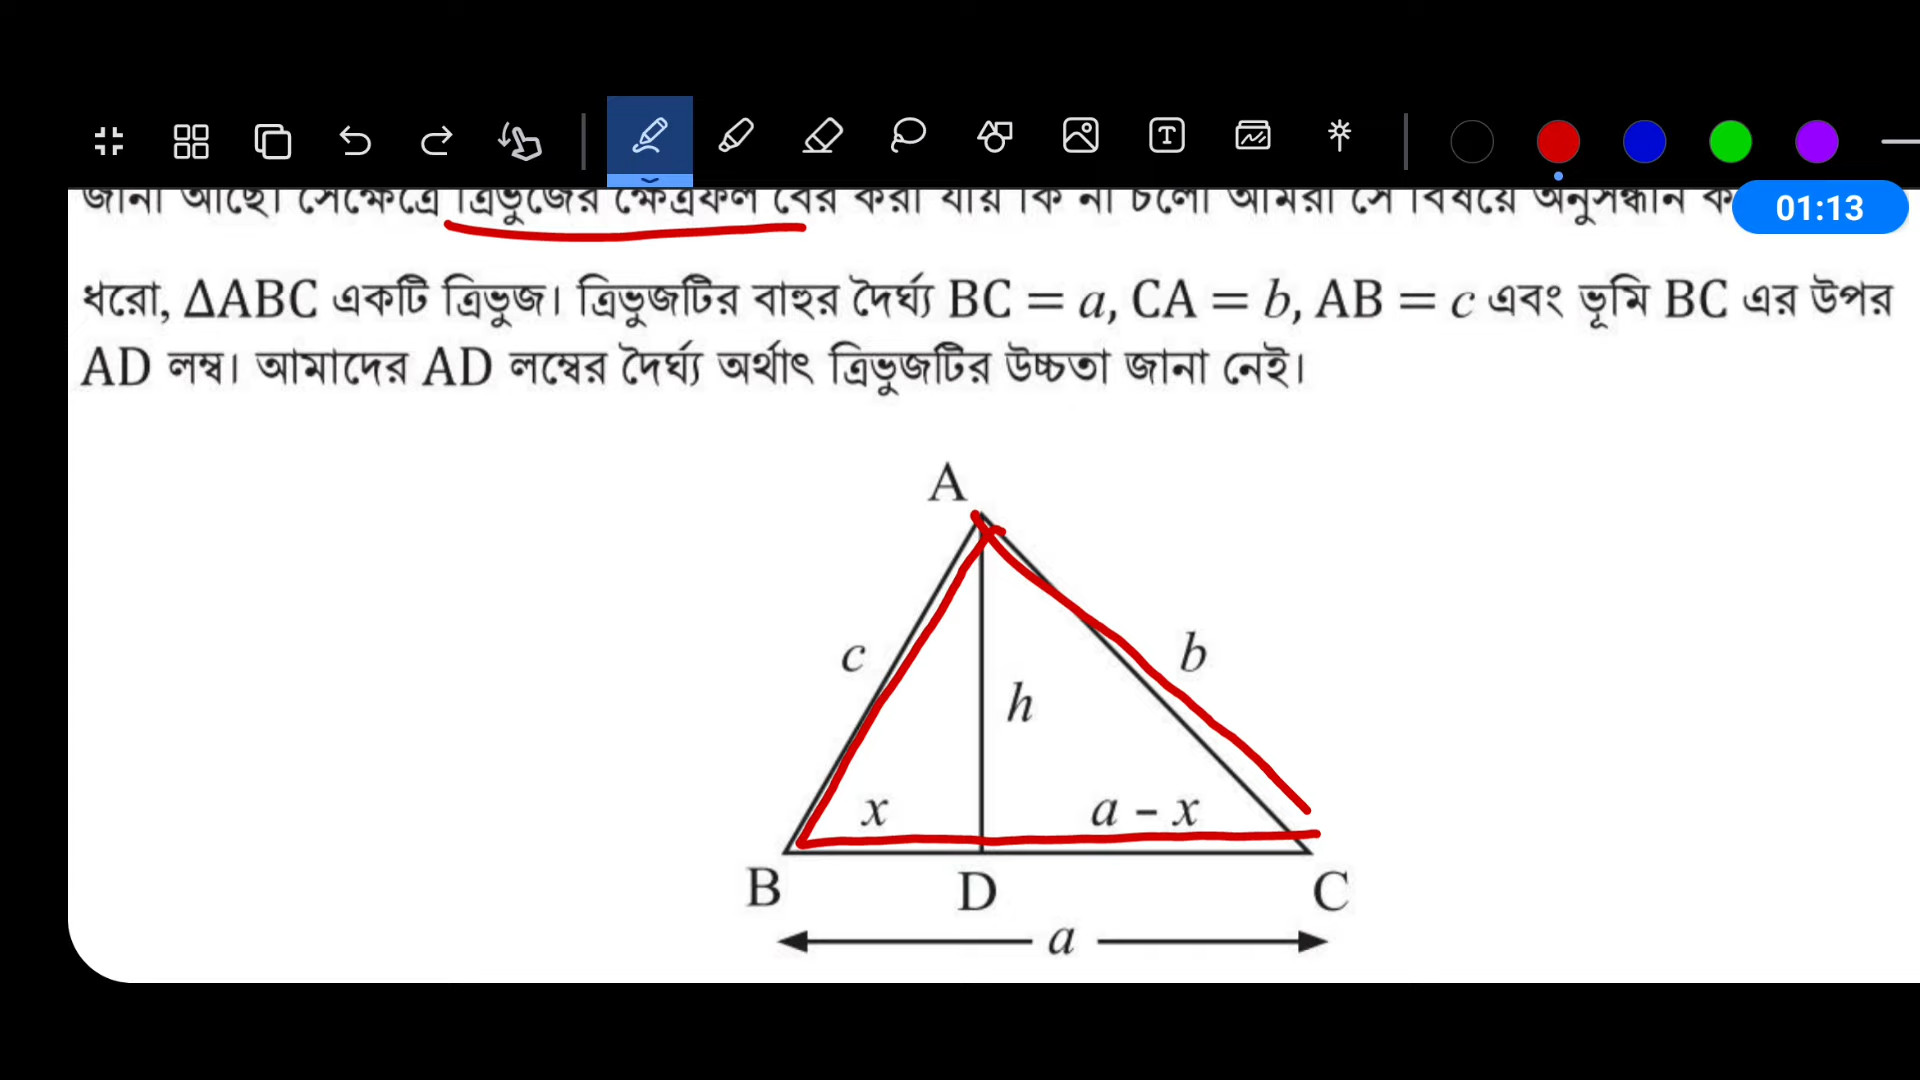 জানা আছে। সেক্ষেত্রে ত্রিভুজের ক্ষেত্রফল বের করা যায় কি না চলো আমরা সে বিষয়ে অনুসন্ধান ক
01:13
ধরো, ΔABC একটি ত্রিভুজ। ত্রিভুজটির বাহুর দৈর্ঘ্য BC = a, CA = b, AB = c এবং ভূমি BC এর উপর
AD লম্ব। আমাদের AD লম্বের দৈর্ঘ্য অর্থাৎ ত্রিভুজটির উচ্চতা জানা নেই।
A
c
b
h
x
a – x
B
D
C
a